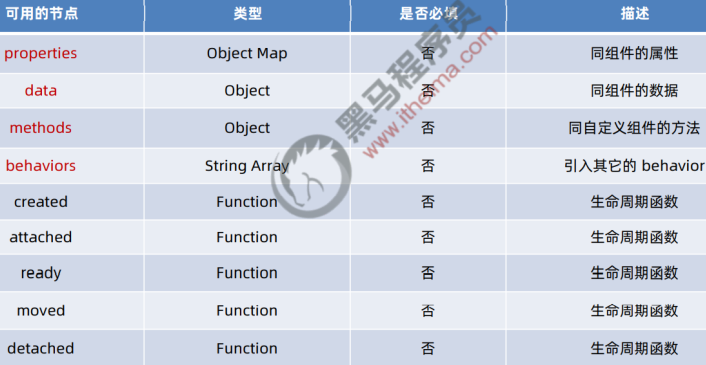 可用的节点 类型 是否必填 描述
properties Object Map 否 同组件的属性
data Object 否 同组件的数据
methods Object 否 同自定义组件的方法
behaviors String Array 否 引入其它的 behavior
created Function 否 生命周期函数
attached Function 否 生命周期函数
ready Function 否 生命周期函数
moved Function 否 生命周期函数
detached Function 否 生命周期函数
黑马程序员
www.itheima.com